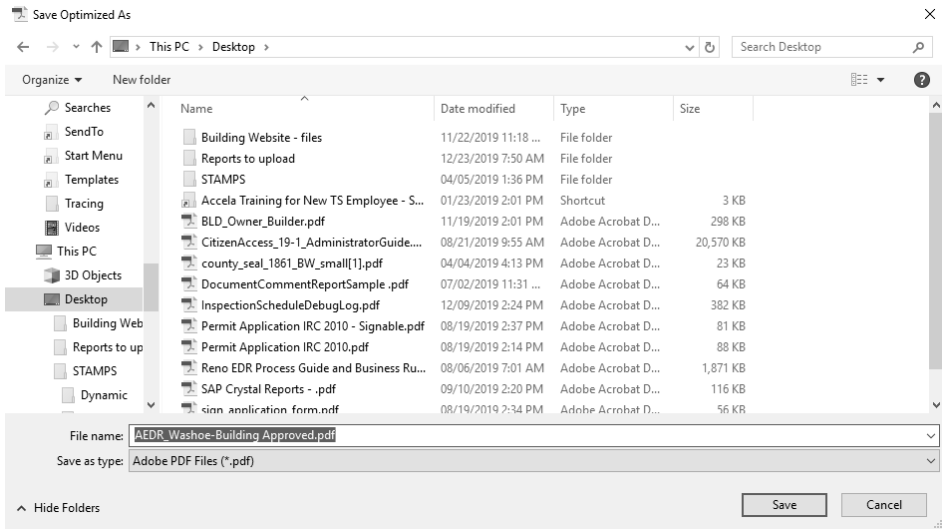 Save Optimized As
This PC > Desktop >
Search Desktop
Organize
New folder
Searches
SendTo
Start Menu
Templates
Tracing
Videos
This PC
3D Objects
Desktop
Building Web
Reports to up
STAMPS
Dynamic
Name Date modified Type Size
Building Website - files 11/22/2019 11:18 ... File folder
Reports to upload 12/23/2019 7:50 AM File folder
STAMPS 04/05/2019 1:36 PM File folder
Accela Training for New TS Employee - S... 01/23/2019 2:01 PM Shortcut 3 KB
BLD_Owner_Builder.pdf 11/19/2019 2:01 PM Adobe Acrobat D... 298 KB
CitizenAccess_19-1_AdministratorGuide.... 08/21/2019 9:55 AM Adobe Acrobat D... 20,570 KB
county_seal_1861_BW_small[1].pdf 04/04/2019 4:13 PM Adobe Acrobat D... 23 KB
DocumentCommentReportSample .pdf 07/02/2019 11:31 ... Adobe Acrobat D... 64 KB
InspectionScheduleDebugLog.pdf 12/09/2019 2:24 PM Adobe Acrobat D... 382 KB
Permit Application IRC 2010 - Signable.pdf 08/19/2019 2:37 PM Adobe Acrobat D... 81 KB
Permit Application IRC 2010.pdf 08/19/2019 2:14 PM Adobe Acrobat D... 88 KB
Reno EDR Process Guide and Business Ru... 08/06/2019 7:01 AM Adobe Acrobat D... 1,871 KB
SAP Crystal Reports - .pdf 09/10/2019 2:20 PM Adobe Acrobat D... 116 KB
sign_application_form.pdf 08/19/2019 2:34 PM Adobe Acrobat D... 56 KB
File name: AEDR_Washoe-Building Approved.pdf
Save as type: Adobe PDF Files (*.pdf)
Hide Folders
Save
Cancel